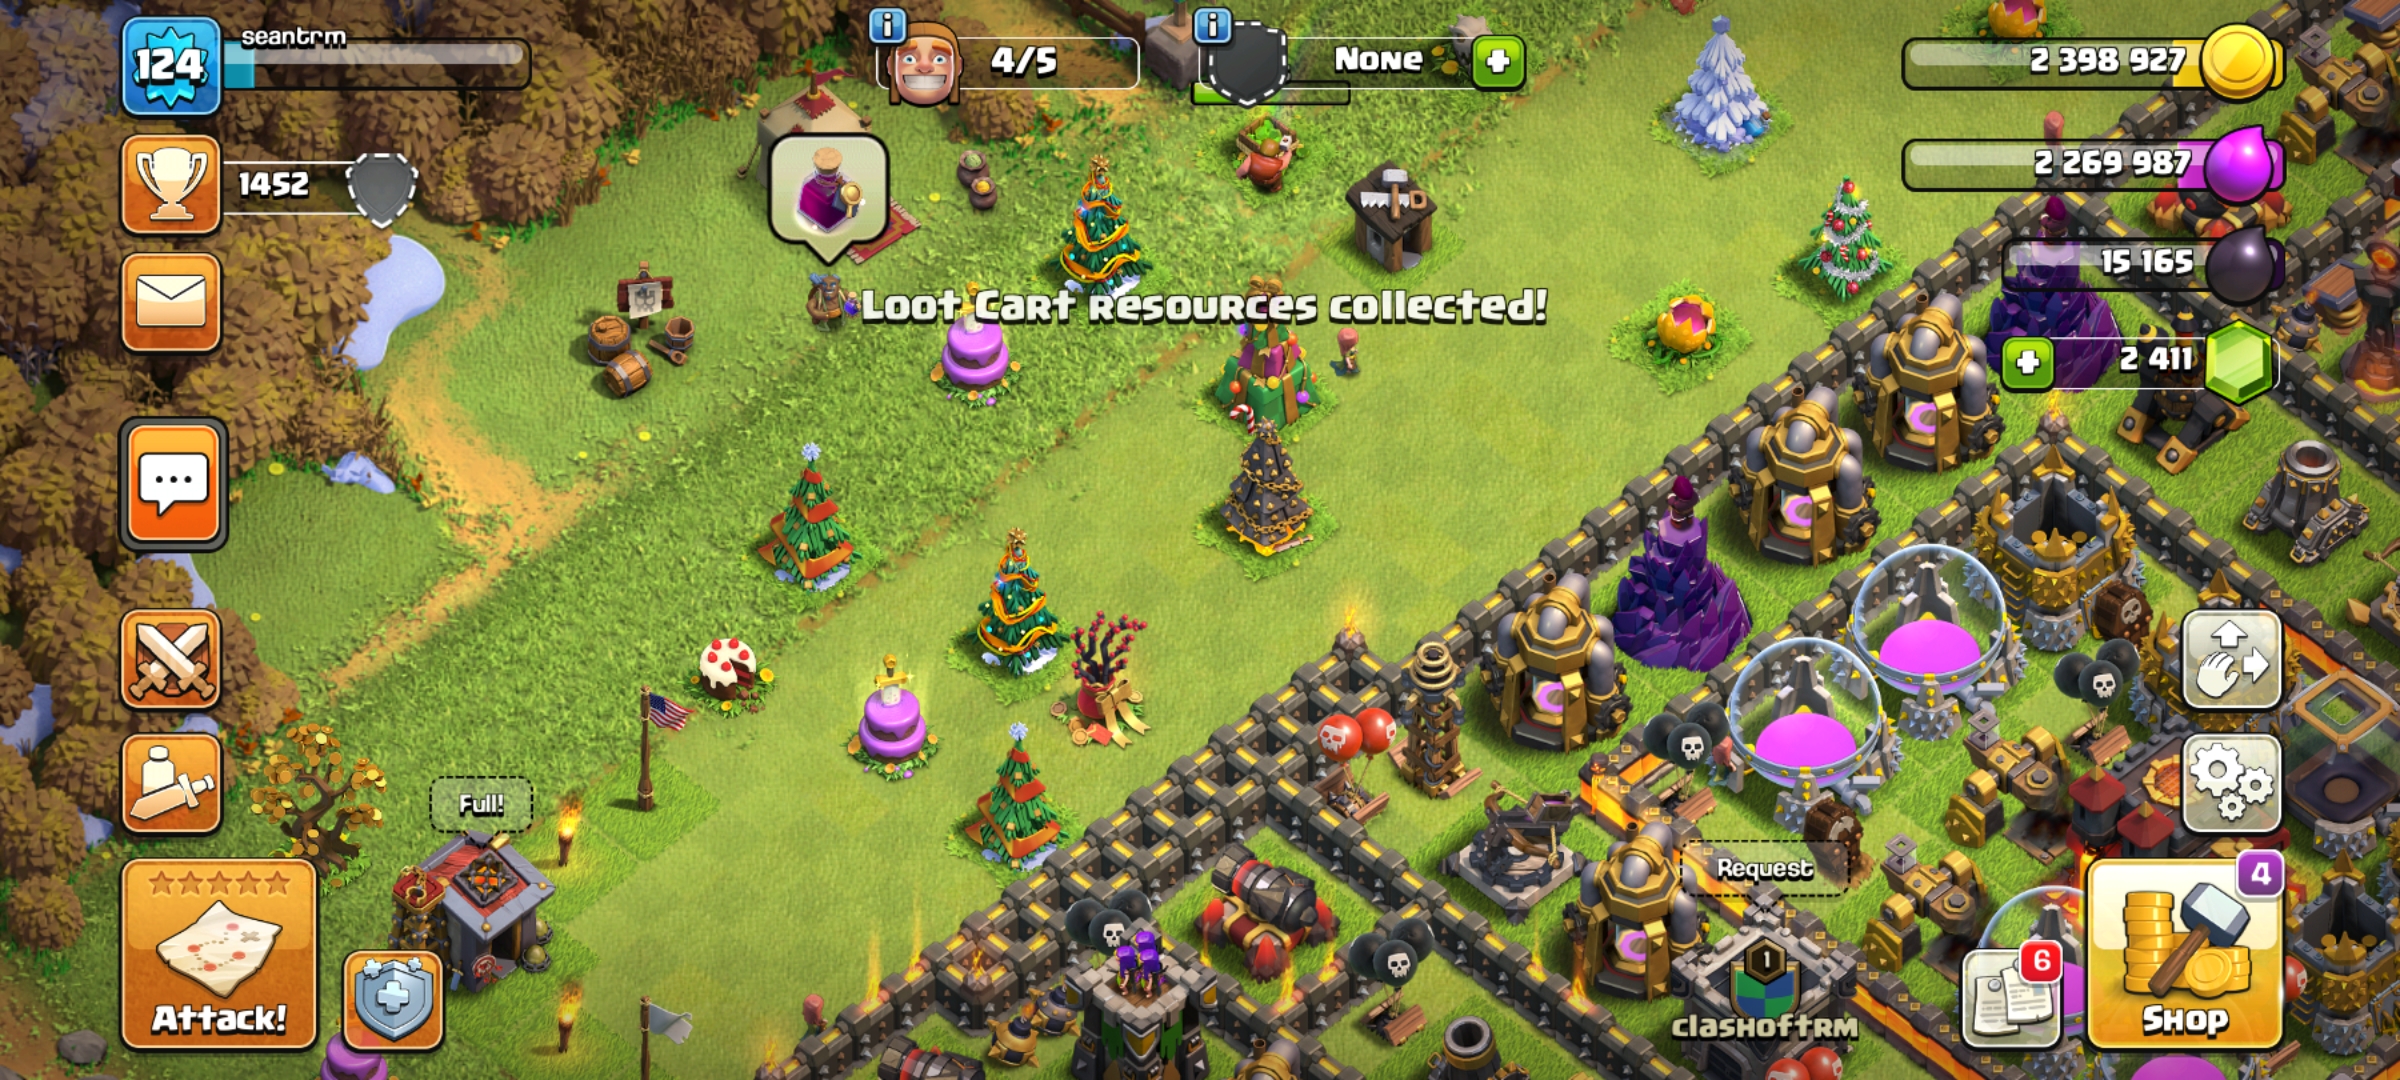 124
seantrm
4/5
None
2 398 927
1452
2 269 987
15 165
Loot Cart resources collected!
2 411
Full!
Request
4
1
6
Attack!
clashoftrm
Shop